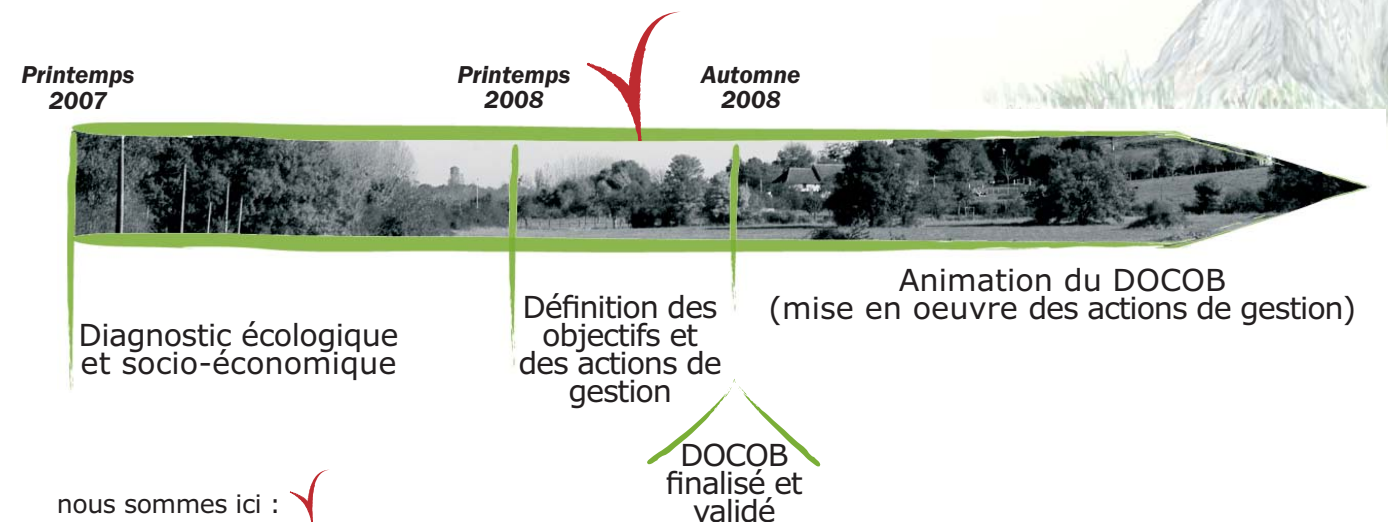 Printemps
2007
Printemps
2008
Automne
2008
Diagnostic écologique
et socio-économique
Définition des
objectifs et
des actions de
gestion
Animation du DOCOB
(mise en oeuvre des actions de gestion)
DOCOB
finalisé et
validé
nous sommes ici :